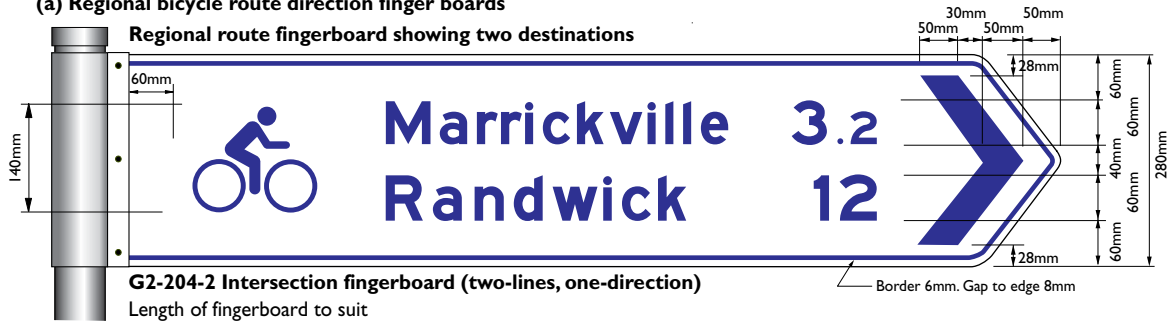 (a) Regional bicycle route direction finger boards
Regional route fingerboard showing two destinations
30mm
50mm
50mm
50mm
60mm
28mm
60mm
60mm
140mm
Marrickville 3.2
40mm
280mm
Randwick 12
60mm
60mm
28mm
G2-204-2 Intersection fingerboard (two-lines, one-direction)
Border 6mm. Gap to edge 8mm
Length of fingerboard to suit